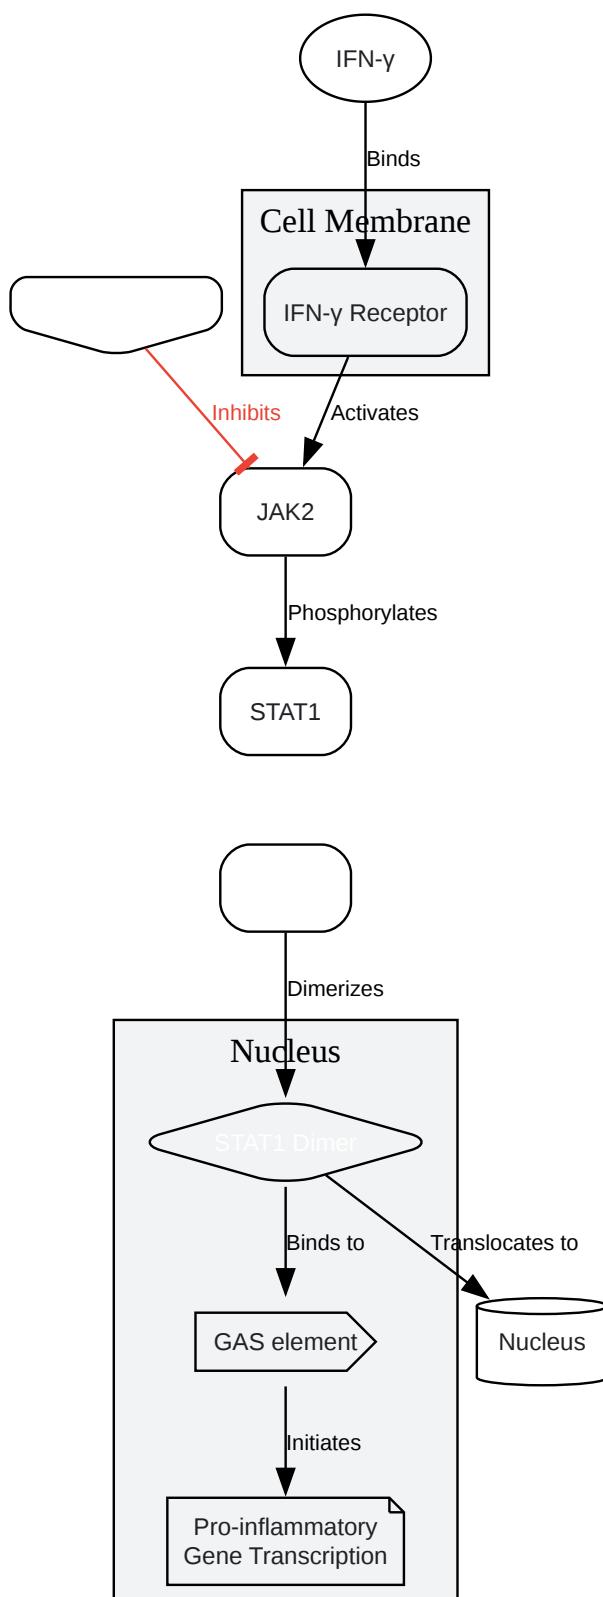 IFN-γ
Binds
Cell Membrane
IFN-γ Receptor
Inhibits
Activates
JAK2
Phosphorylates
STAT1
Dimerizes
Nucleus
STAT1 Dimer
Binds to
Translocates to
GAS element
Nucleus
Initiates
Pro-inflammatory
Gene Transcription